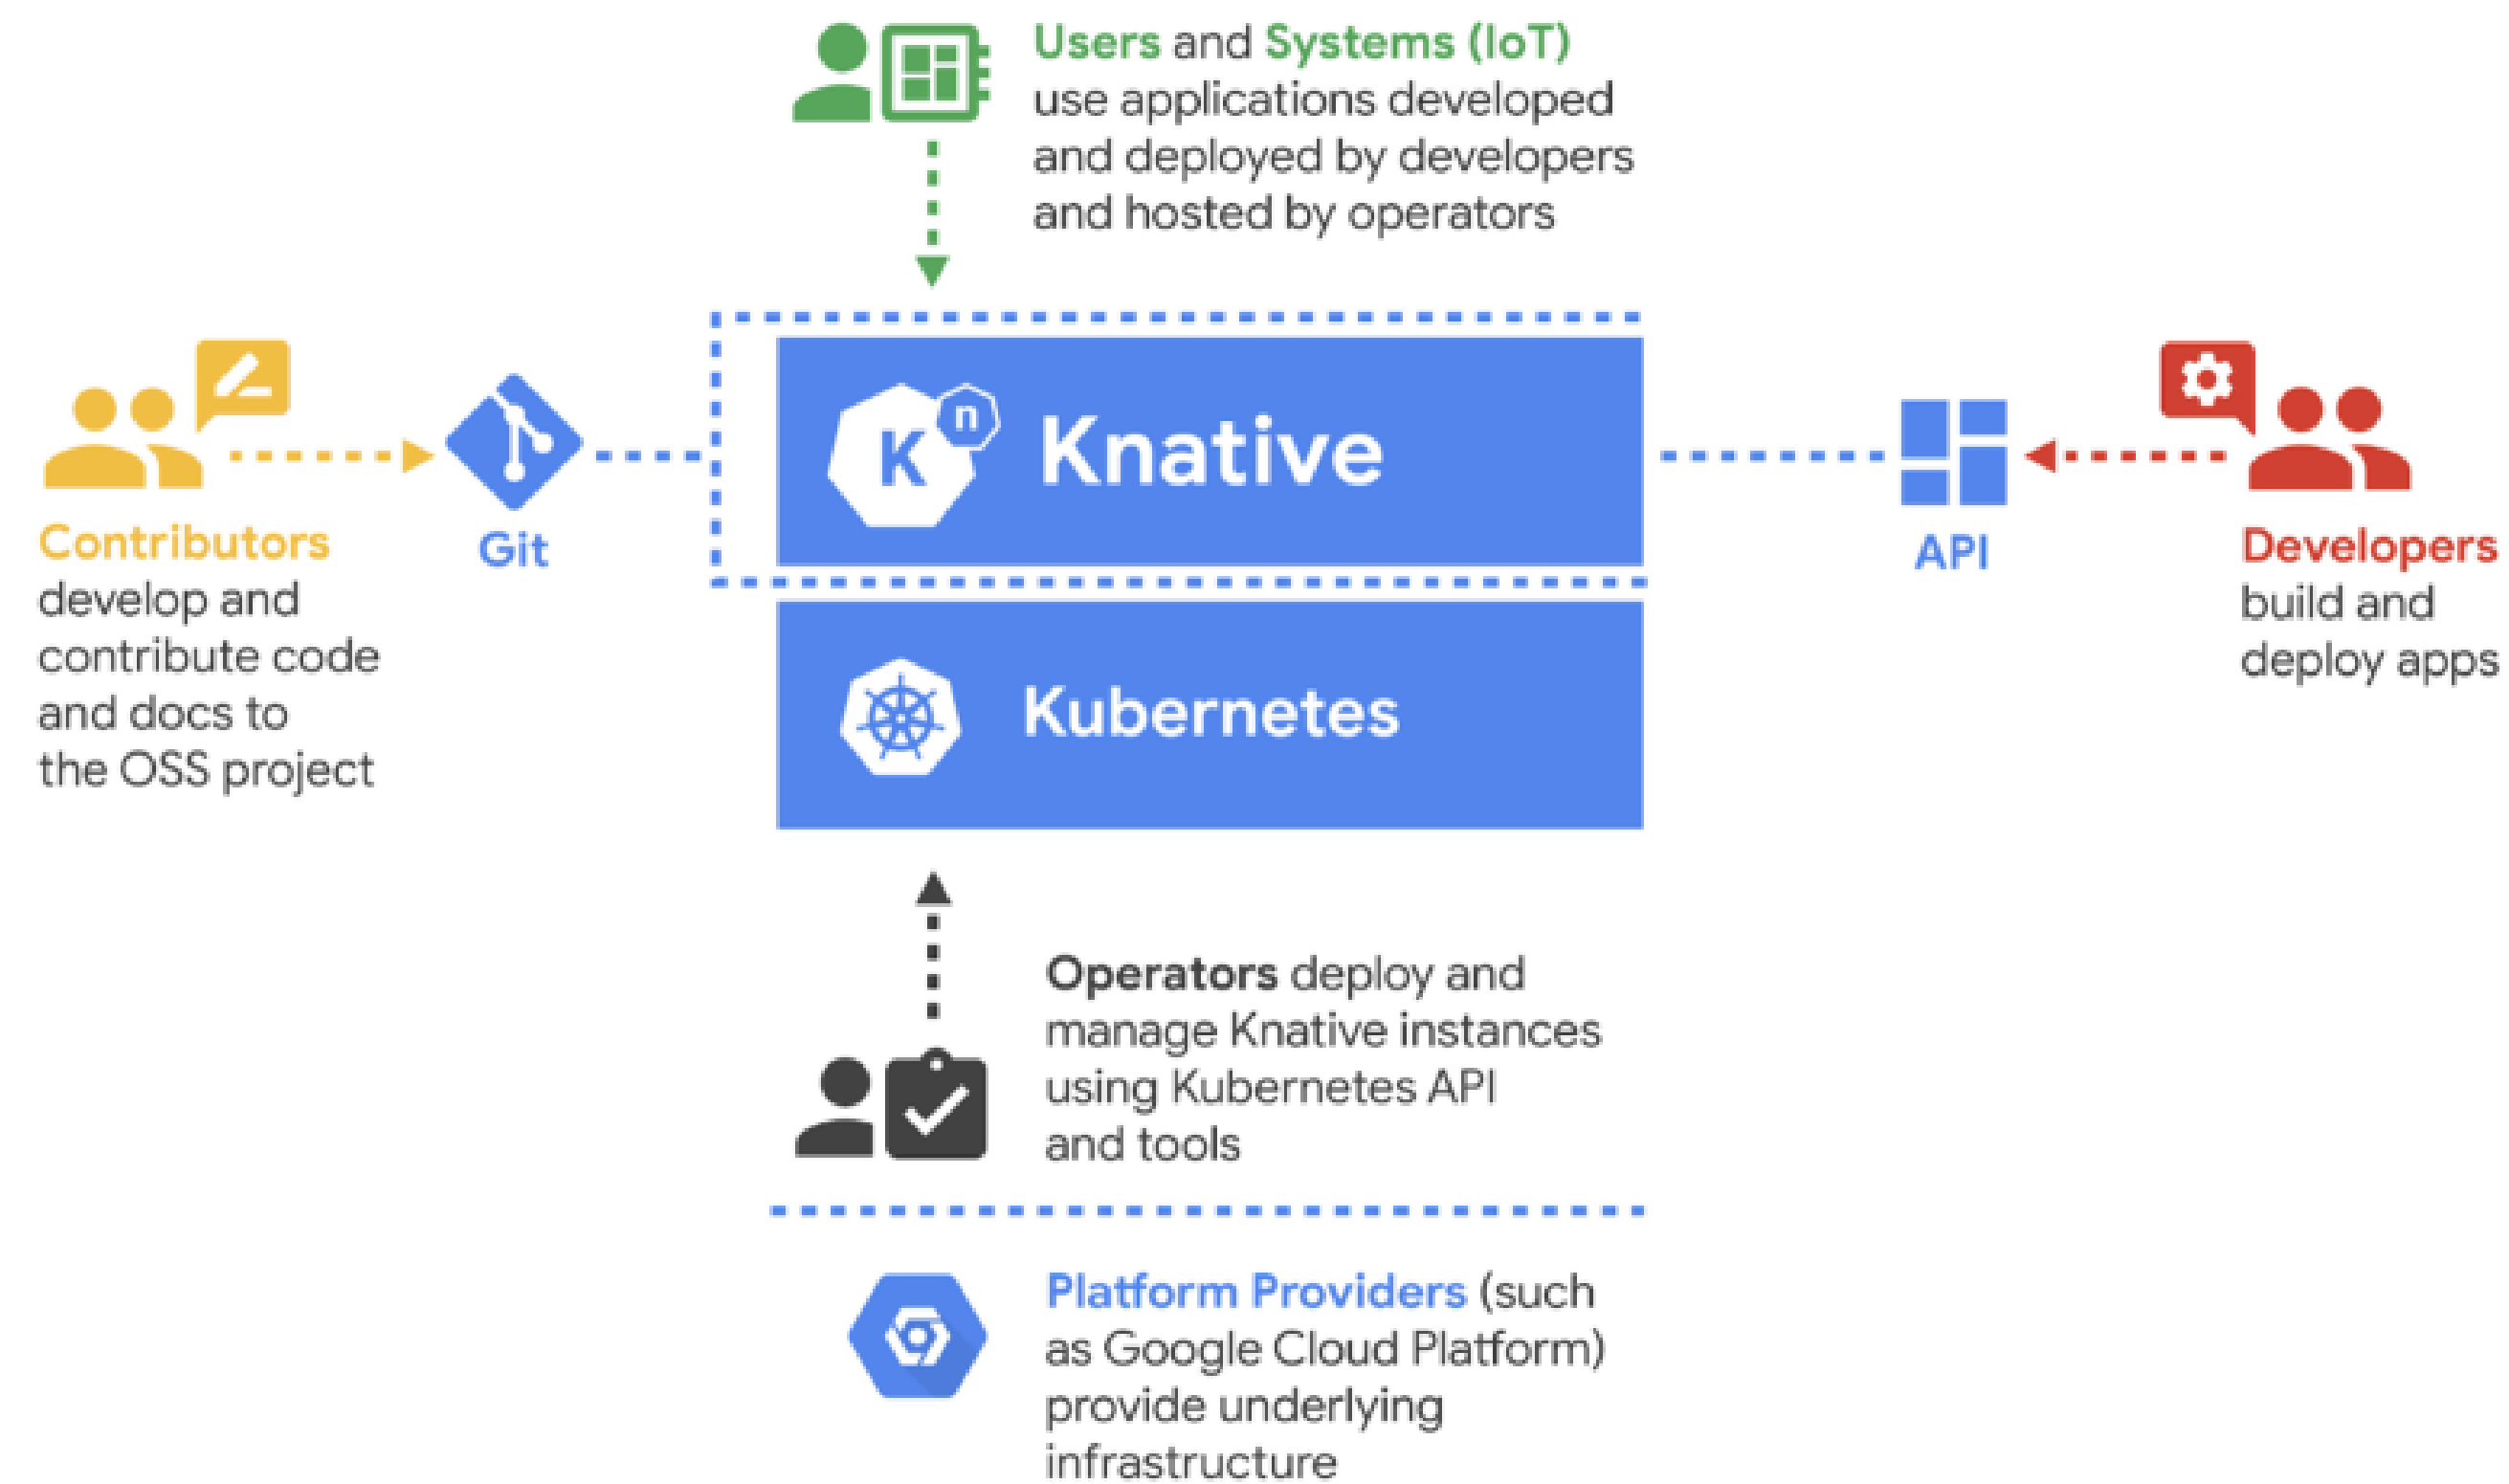 Users and Systems (IoT)
use applications developed
and deployed by developers
and hosted by operators
K n Knative
Git
API
Contributors
develop and
contribute code
and docs to
the OSS project
Developers
build and
deploy apps
Kubernetes
Operators deploy and
manage Knative instances
using Kubernetes API
and tools
Platform Providers (such
as Google Cloud Platform)
provide underlying
infrastructure